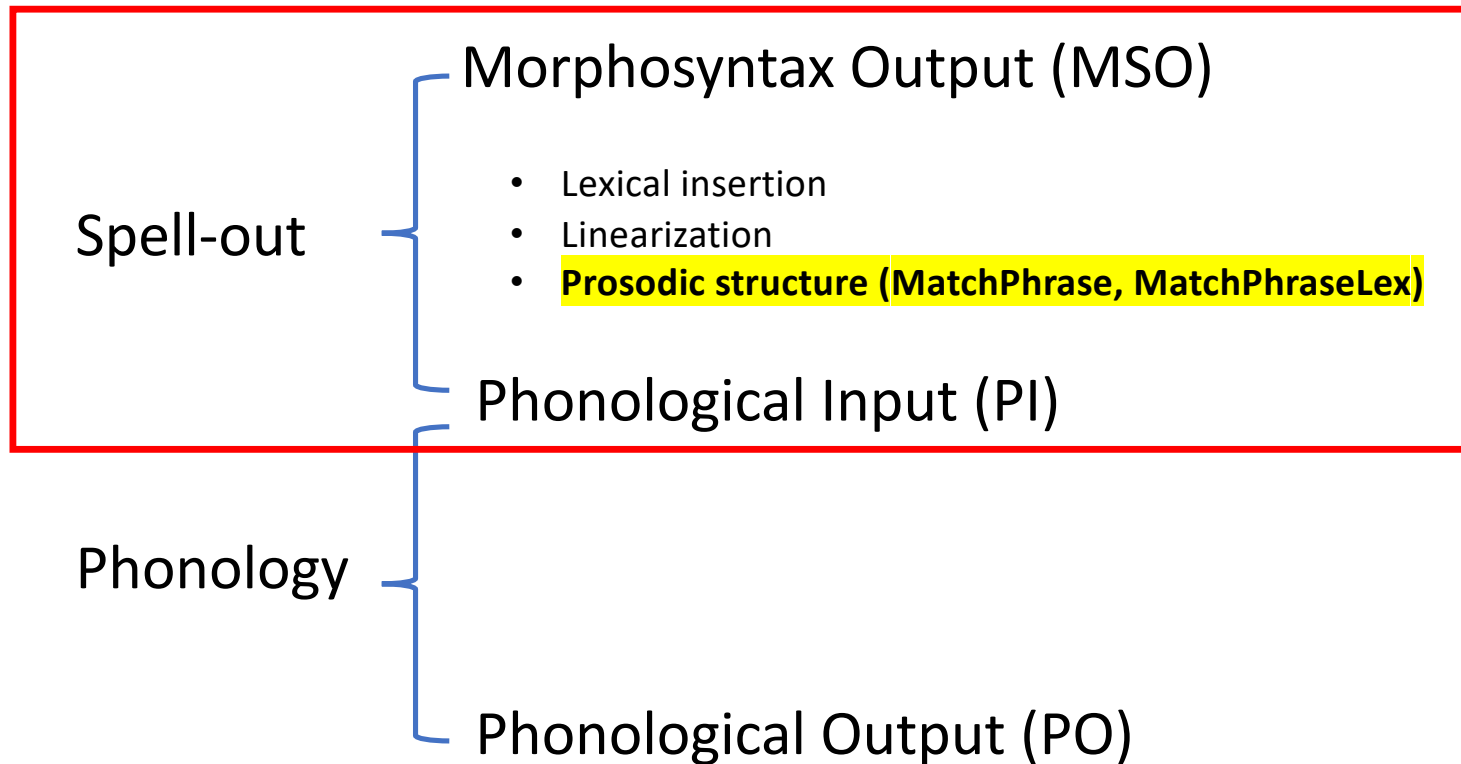 Morphosyntax Output (MSO)
• Lexical insertion
Spell-out
• Linearization
• Prosodic structure (MatchPhrase, MatchPhraseLex)
Phonological Input (PI)
Phonology
Phonological Output (PO)